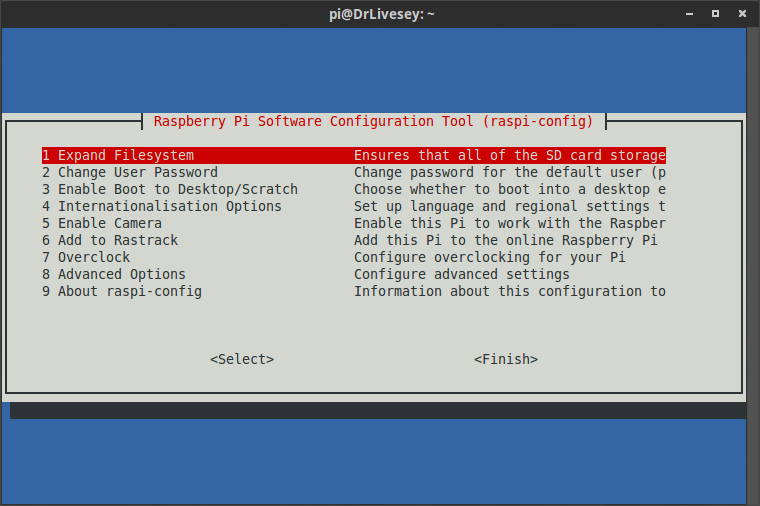 pi@DrLivesey: ~
Raspberry Pi Software Configuration Tool (raspi-config)
1 Expand Filesystem Ensures that all of the SD card storage
2 Change User Password Change password for the default user (p
3 Enable Boot to Desktop/Scratch Choose whether to boot into a desktop e
4 Internationalisation Options Set up language and regional settings t
5 Enable Camera Enable this Pi to work with the Raspber
6 Add to Rastrack Add this Pi to the online Raspberry Pi
7 Overclock Configure overclocking for your Pi
8 Advanced Options Configure advanced settings
9 About raspi-config Information about this configuration to
<Select> <Finish>